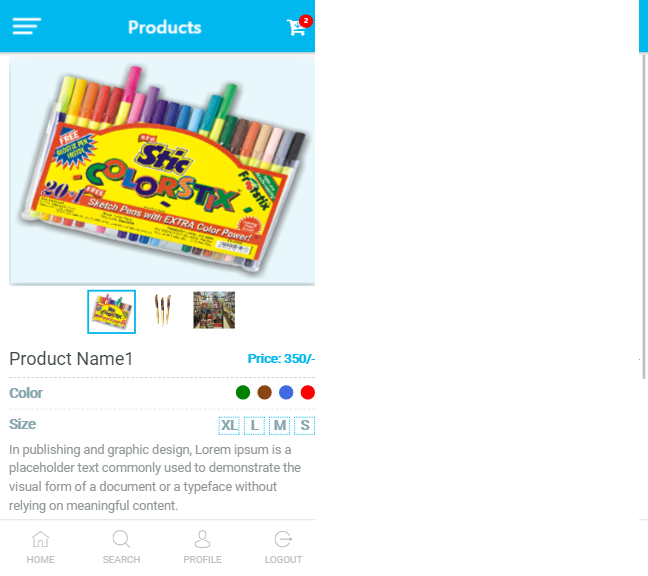 Products
2
NEW
Stic
FREE
COLORSTIX
Frootstix
20+1
FREE
Sketch Pens with EXTRA Color Power!
Product Name1
Price: 350/-
Color
Size
XL L M S
In publishing and graphic design, Lorem ipsum is a
placeholder text commonly used to demonstrate the
visual form of a document or a typeface without
relying on meaningful content.
HOME SEARCH PROFILE LOGOUT